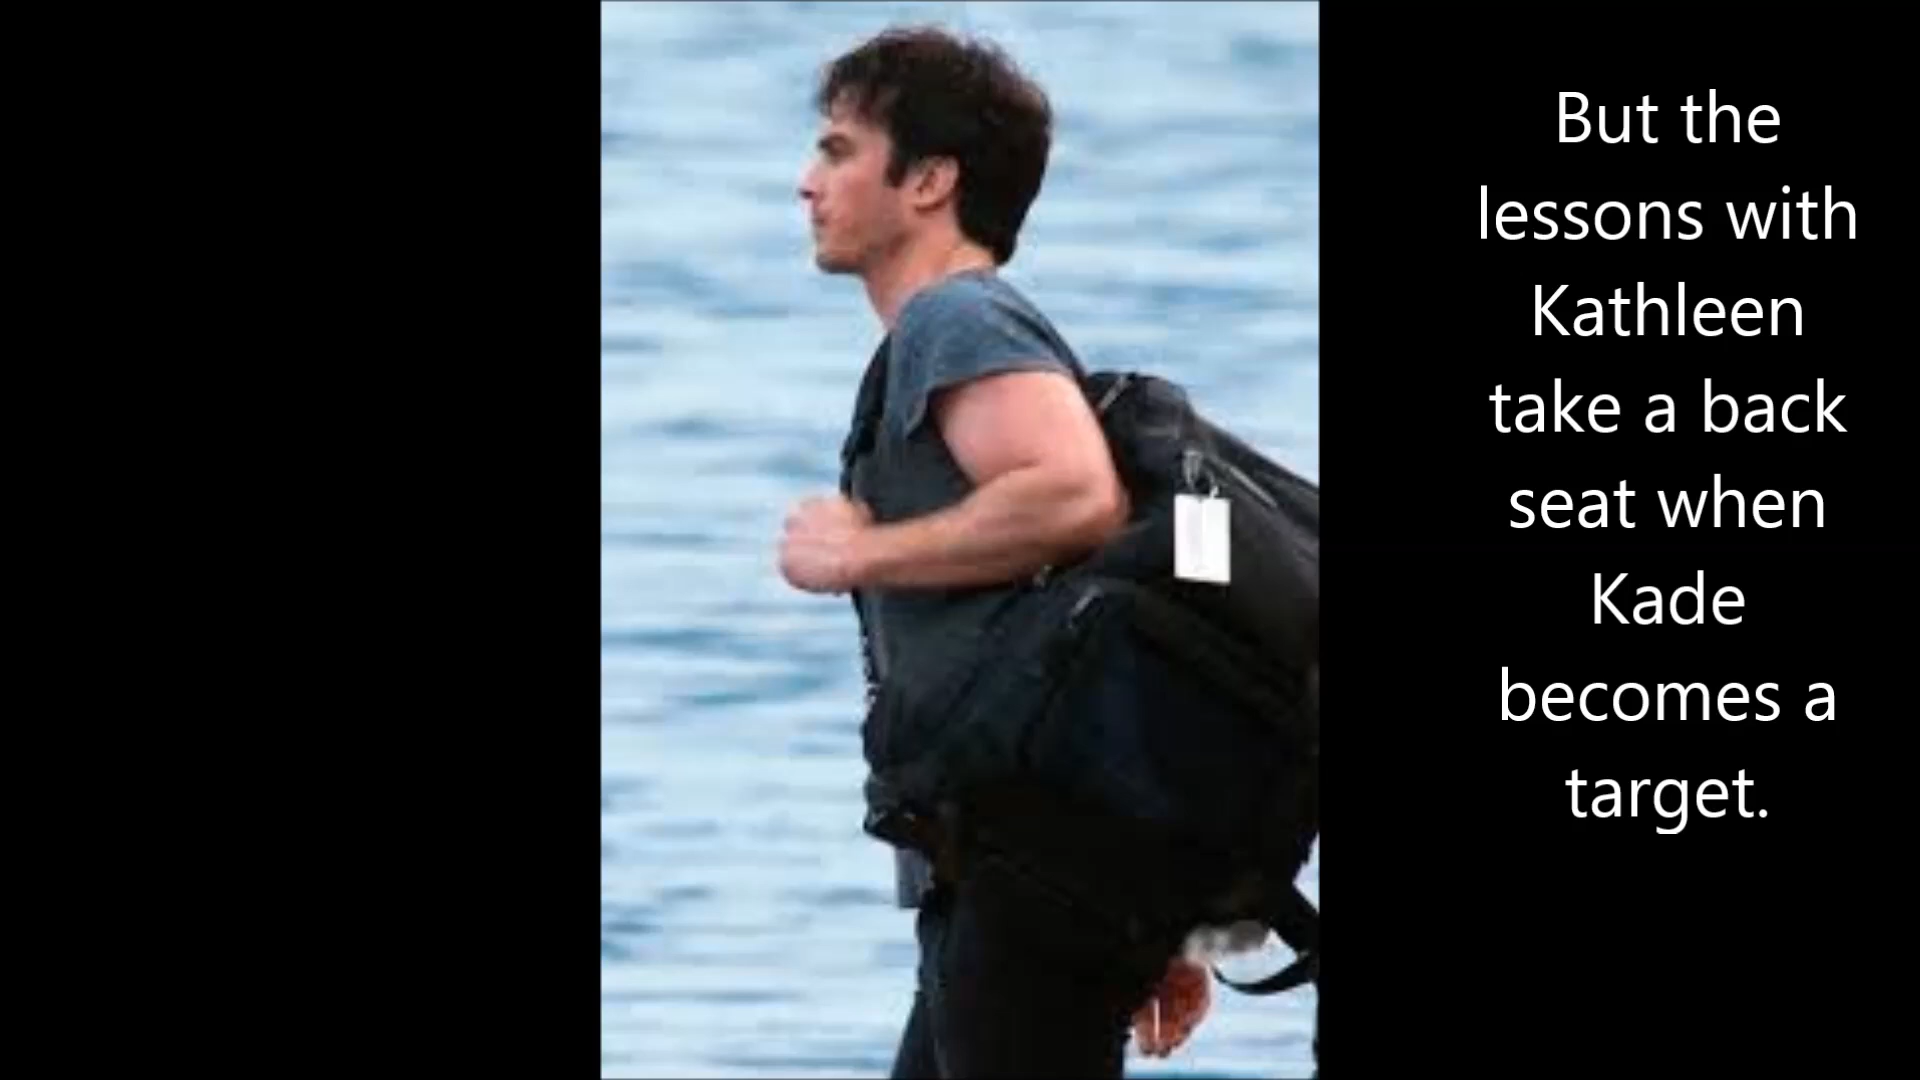 But the
lessons with
Kathleen
take a back
seat when
Kade
becomes a
target.